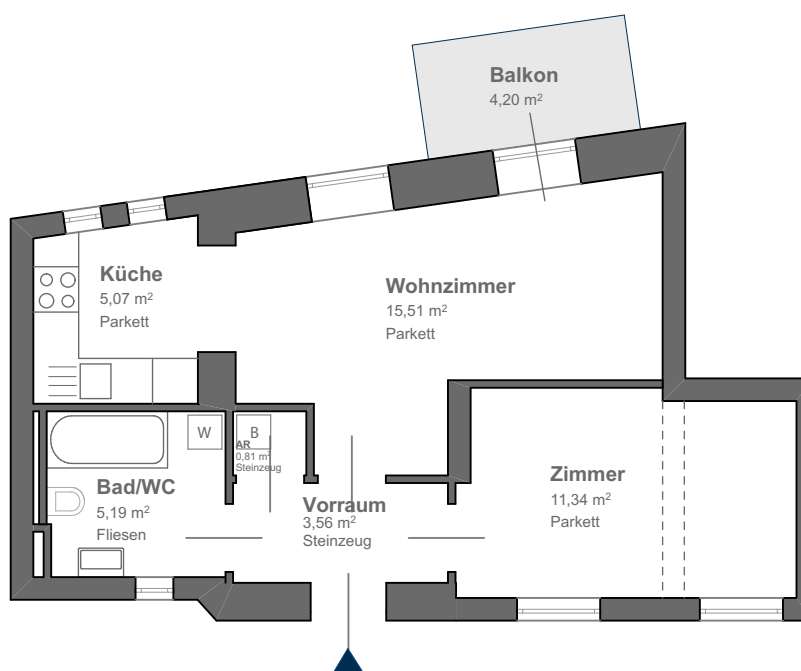 Balkon
4,20 m²
Küche
5,07 m²
Parkett
Wohnzimmer
15,51 m²
Parkett
W
B
AR
0,81 m²
Steinzeug
Bad/WC
5,19 m²
Fliesen
Vorraum
3,56 m²
Steinzeug
Zimmer
11,34 m²
Parkett